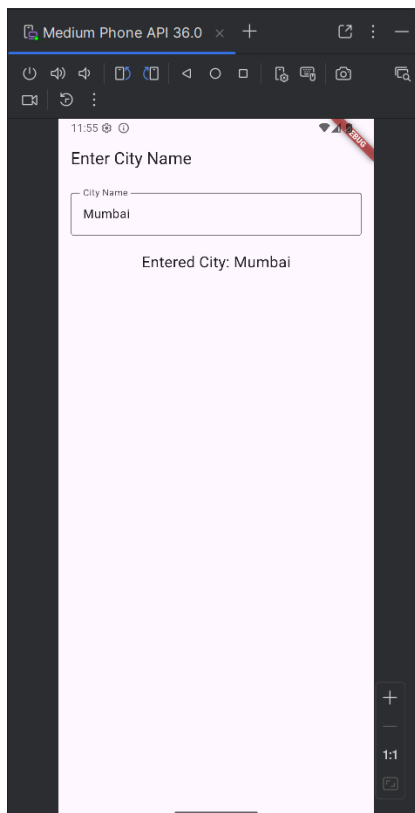 Medium Phone API 36.0
11:55
Enter City Name
City Name
Mumbai
Entered City: Mumbai
1:1